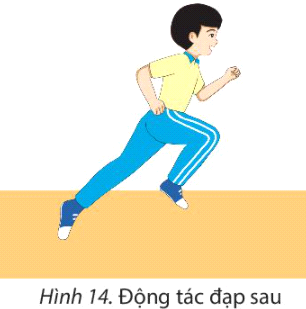 Hình 14. Động tác đạp sau